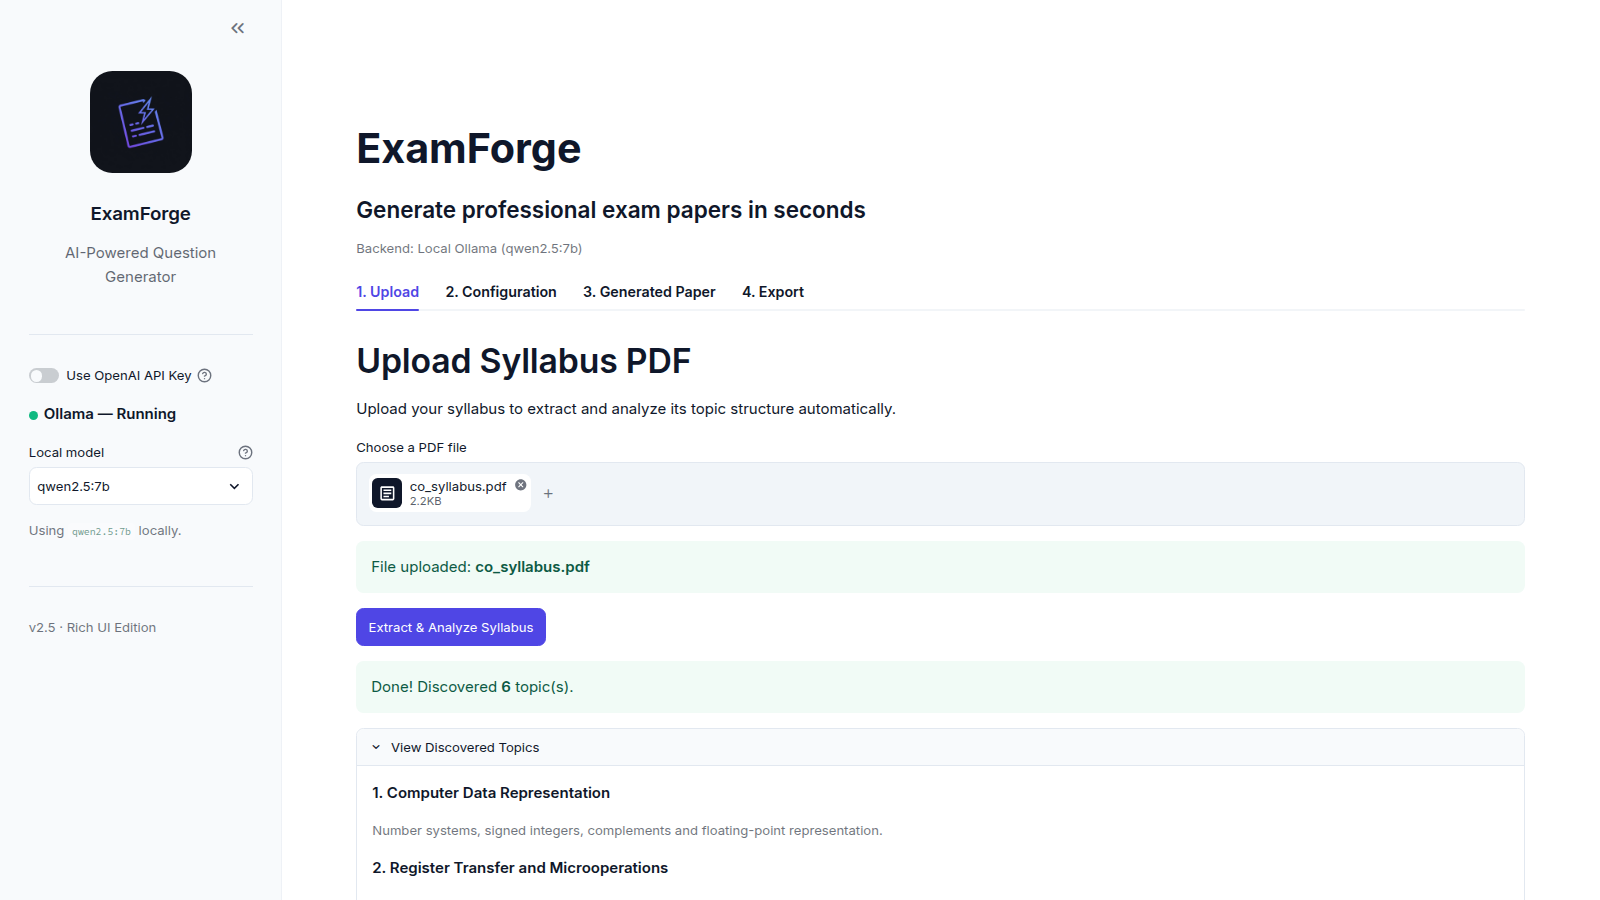 ExamForge
AI-Powered Question
Generator
Use OpenAI API Key
Ollama — Running
Local model
qwen2.5:7b
Using qwen2.5:7b locally.
v2.5 · Rich UI Edition
ExamForge
Generate professional exam papers in seconds
Backend: Local Ollama (qwen2.5:7b)
1. Upload 2. Configuration 3. Generated Paper 4. Export
Upload Syllabus PDF
Upload your syllabus to extract and analyze its topic structure automatically.
Choose a PDF file
co_syllabus.pdf
2.2KB
File uploaded: co_syllabus.pdf
Extract & Analyze Syllabus
Done! Discovered 6 topic(s).
View Discovered Topics
1. Computer Data Representation
Number systems, signed integers, complements and floating-point representation.
2. Register Transfer and Microoperations